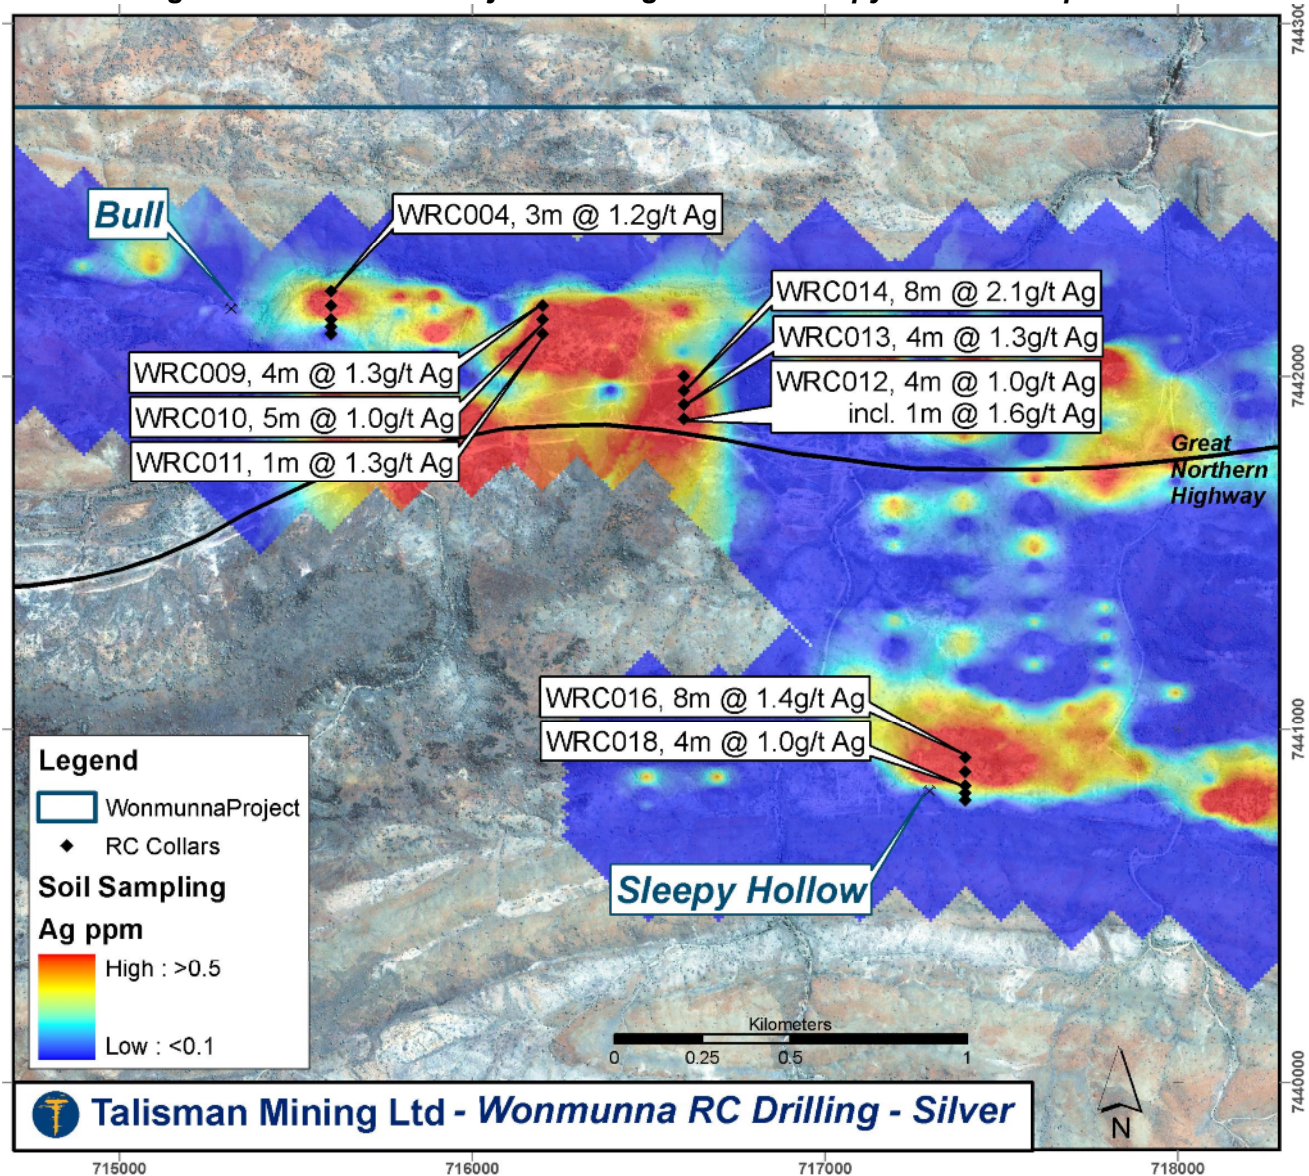 74430
Bull
WRC004, 3m @ 1.2g/t Ag
WRC014, 8m @ 2.1g/t Ag
WRC013, 4m @ 1.3g/t Ag
WRC012, 4m @ 1.0g/t Ag
incl. 1m @ 1.6g/t Ag
WRC009, 4m @ 1.3g/t Ag
WRC010, 5m @ 1.0g/t Ag
WRC011, 1m @ 1.3g/t Ag
7442000
Great
Northern
Highway
WRC016, 8m @ 1.4g/t Ag
WRC018, 4m @ 1.0g/t Ag
7441000
Sleepy Hollow
Legend
WonmunnaProject
RC Collars
Soil Sampling
Ag ppm
High : >0.5
Low : <0.1
Kilometers
0 0.25 0.5 1
N
7440000
Talisman Mining Ltd - Wonmunna RC Drilling - Silver
715000 716000 717000 718000